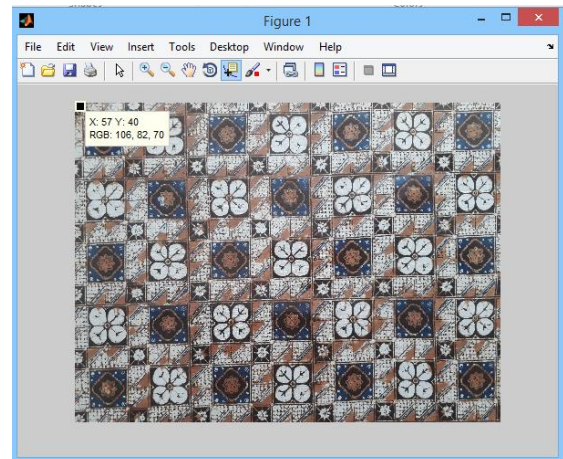 Figure 1
File Edit View Insert Tools Desktop Window Help
X: 57 Y: 40
RGB: 106, 82, 70